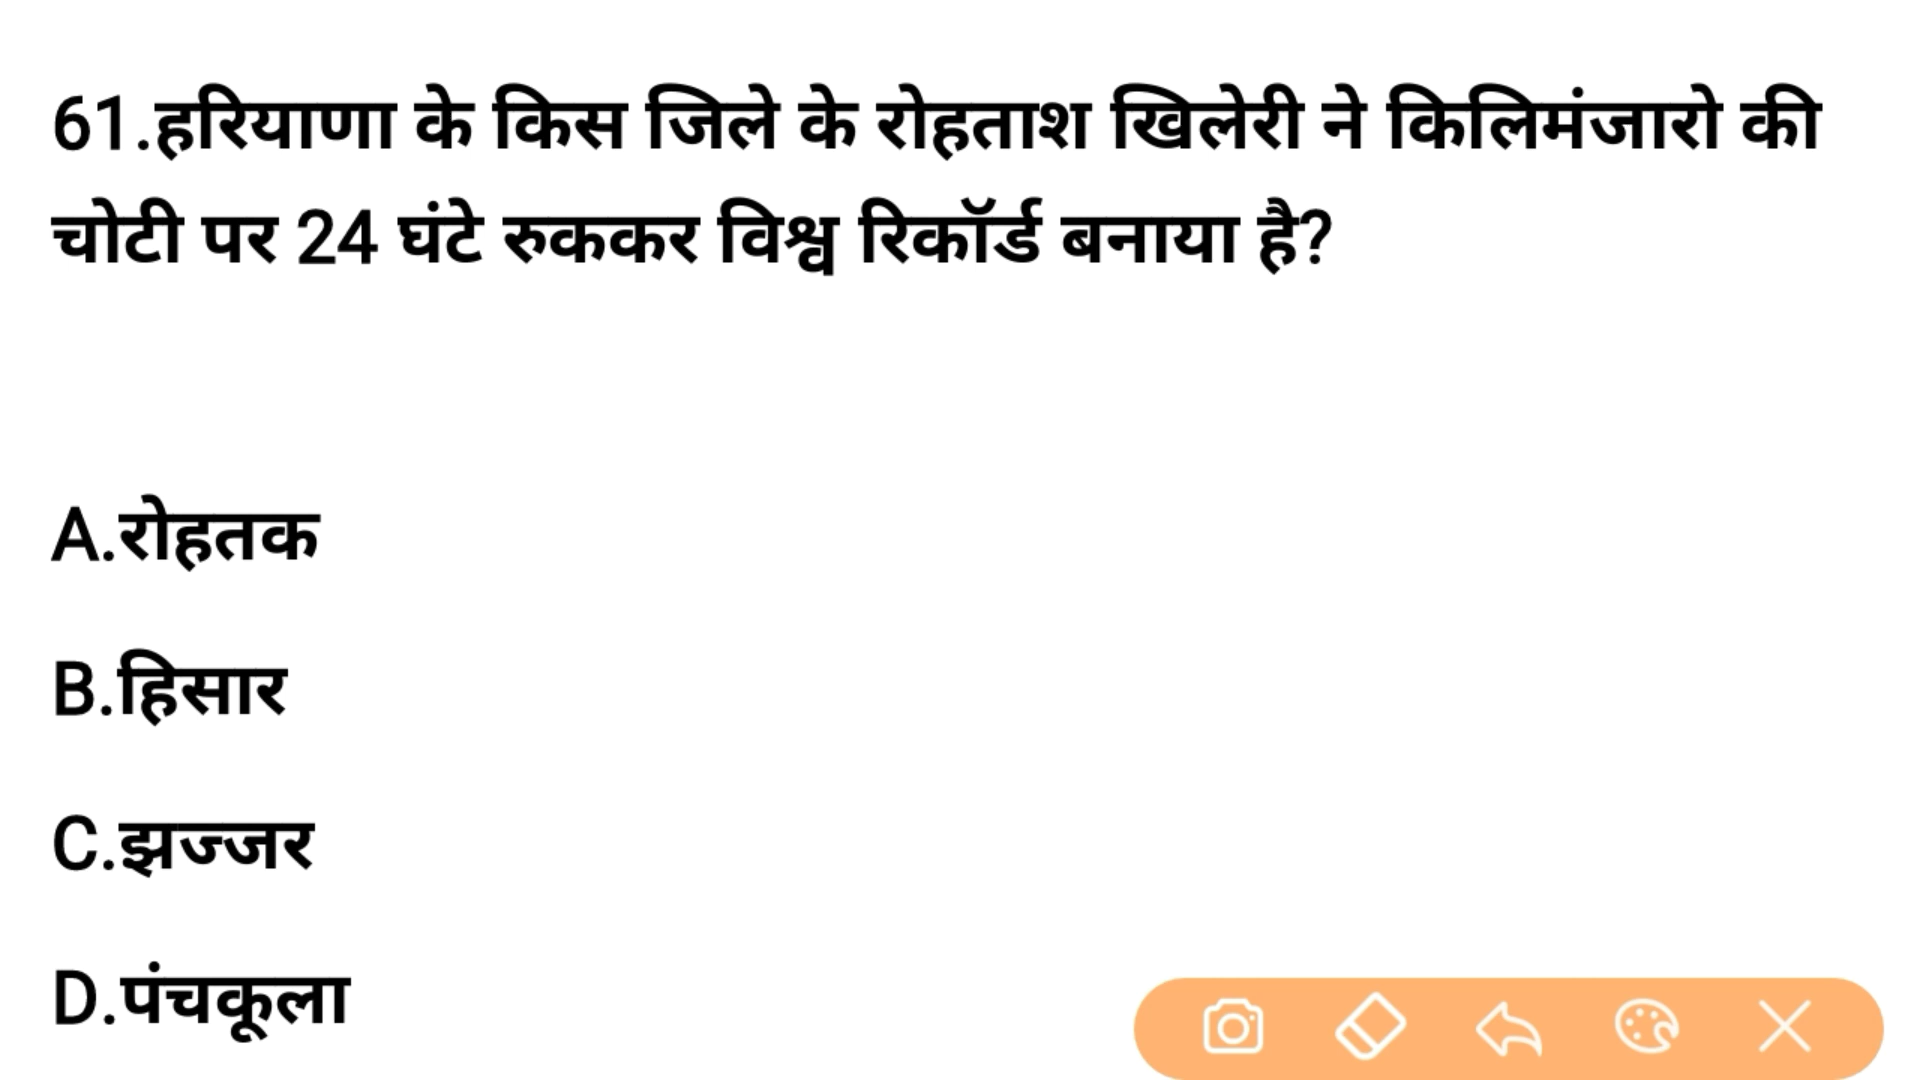 61.हरियाणा के किस जिले के रोहताश खिलेरी ने किलिमंजारो की
चोटी पर 24 घंटे रुककर विश्व रिकॉर्ड बनाया है?
A.रोहतक
B.हिसार
C.झज्जर
D.पंचकूला